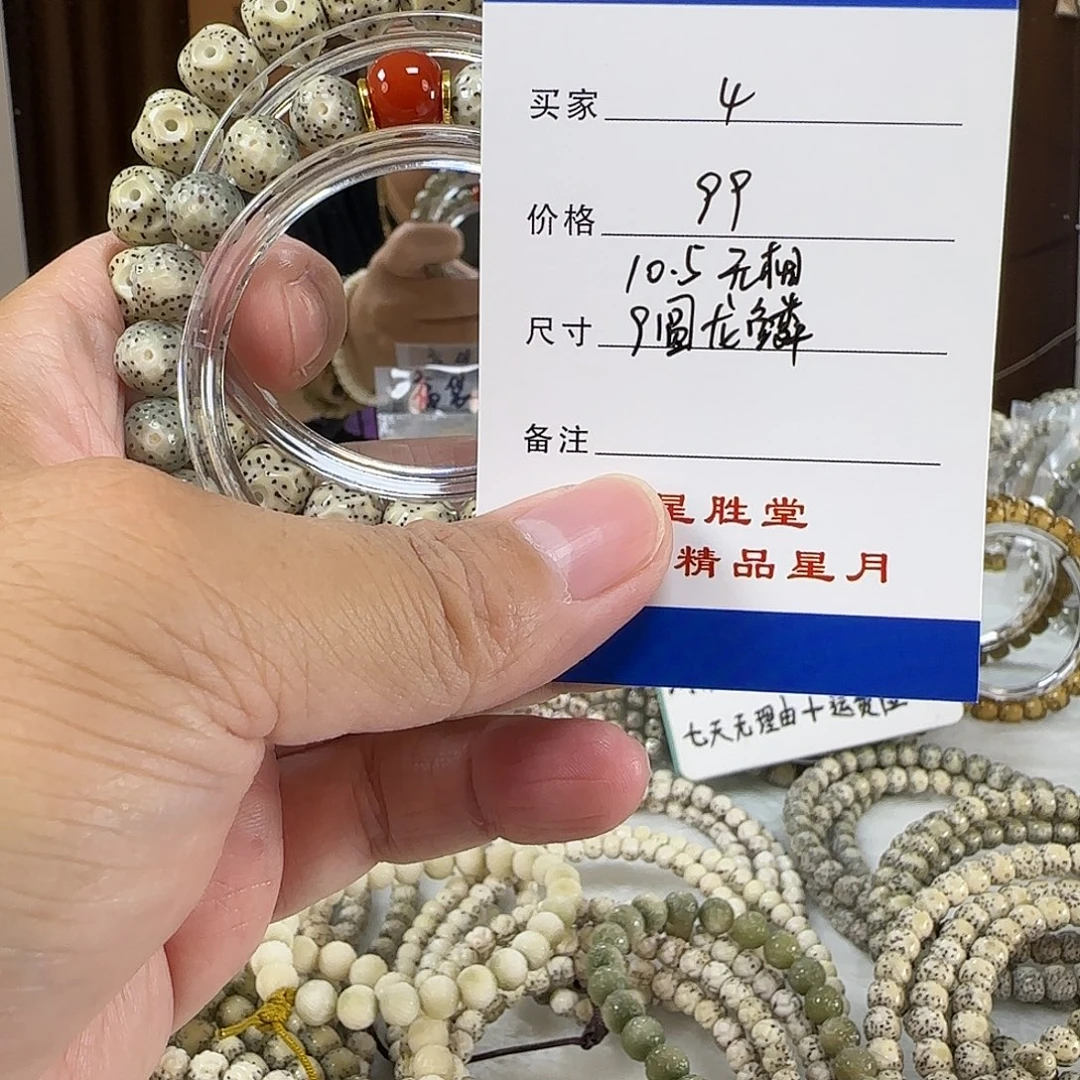 买家 4
价格 99
10.5 无相
尺寸 9圆龙鳞
备注
星胜堂
精品星月
七天无理由+运费险